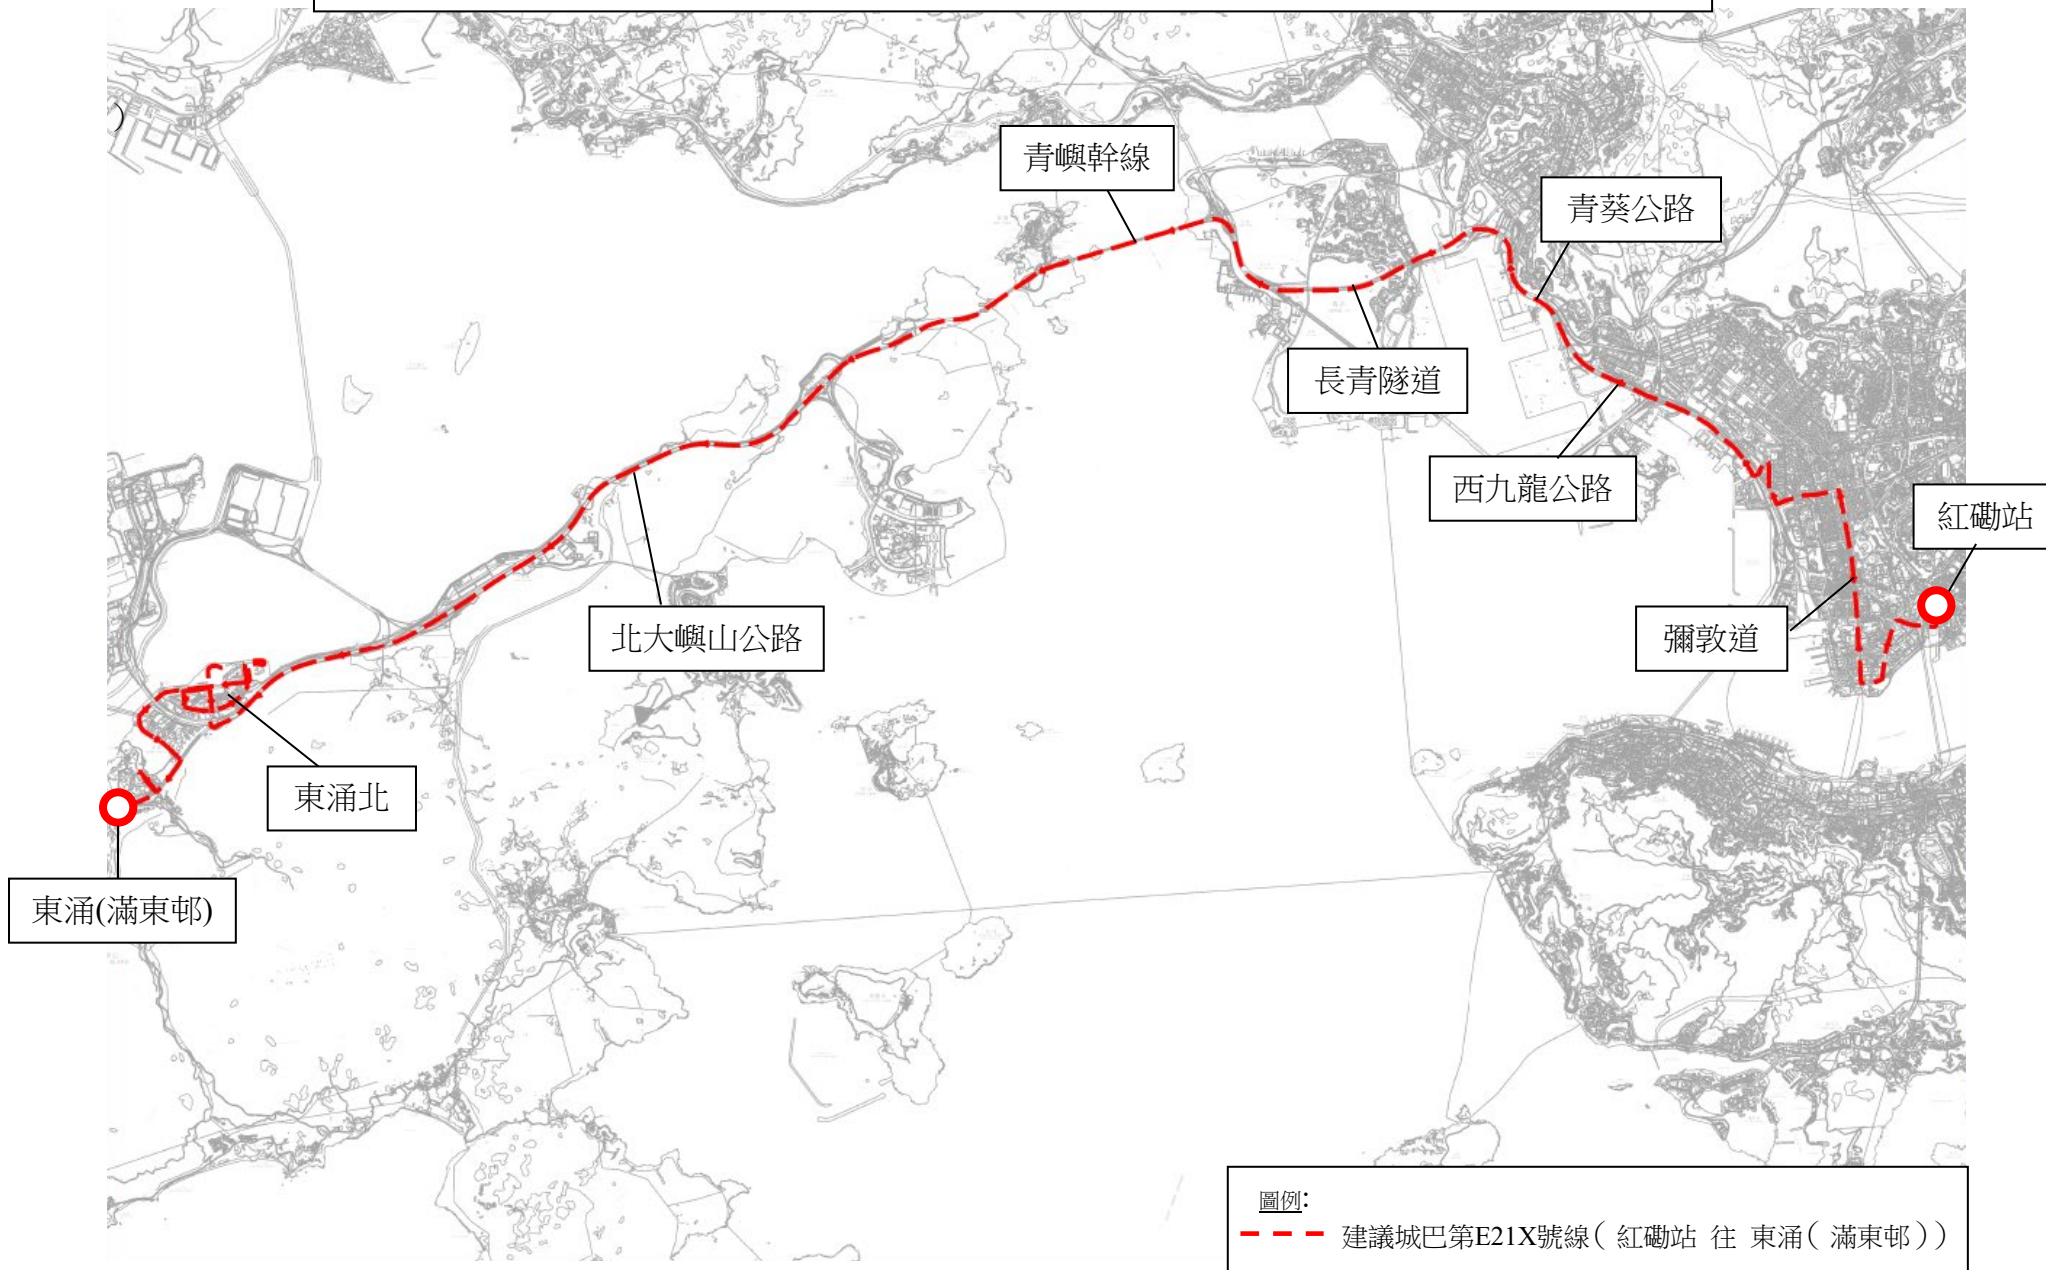 青嶼幹線
青葵公路
長青隧道
西九龍公路
紅磡站
北大嶼山公路
彌敦道
東涌北
東涌(滿東邨)
圖例:
建議城巴第E21X號線( 紅磡站 往 東涌( 滿東邨))